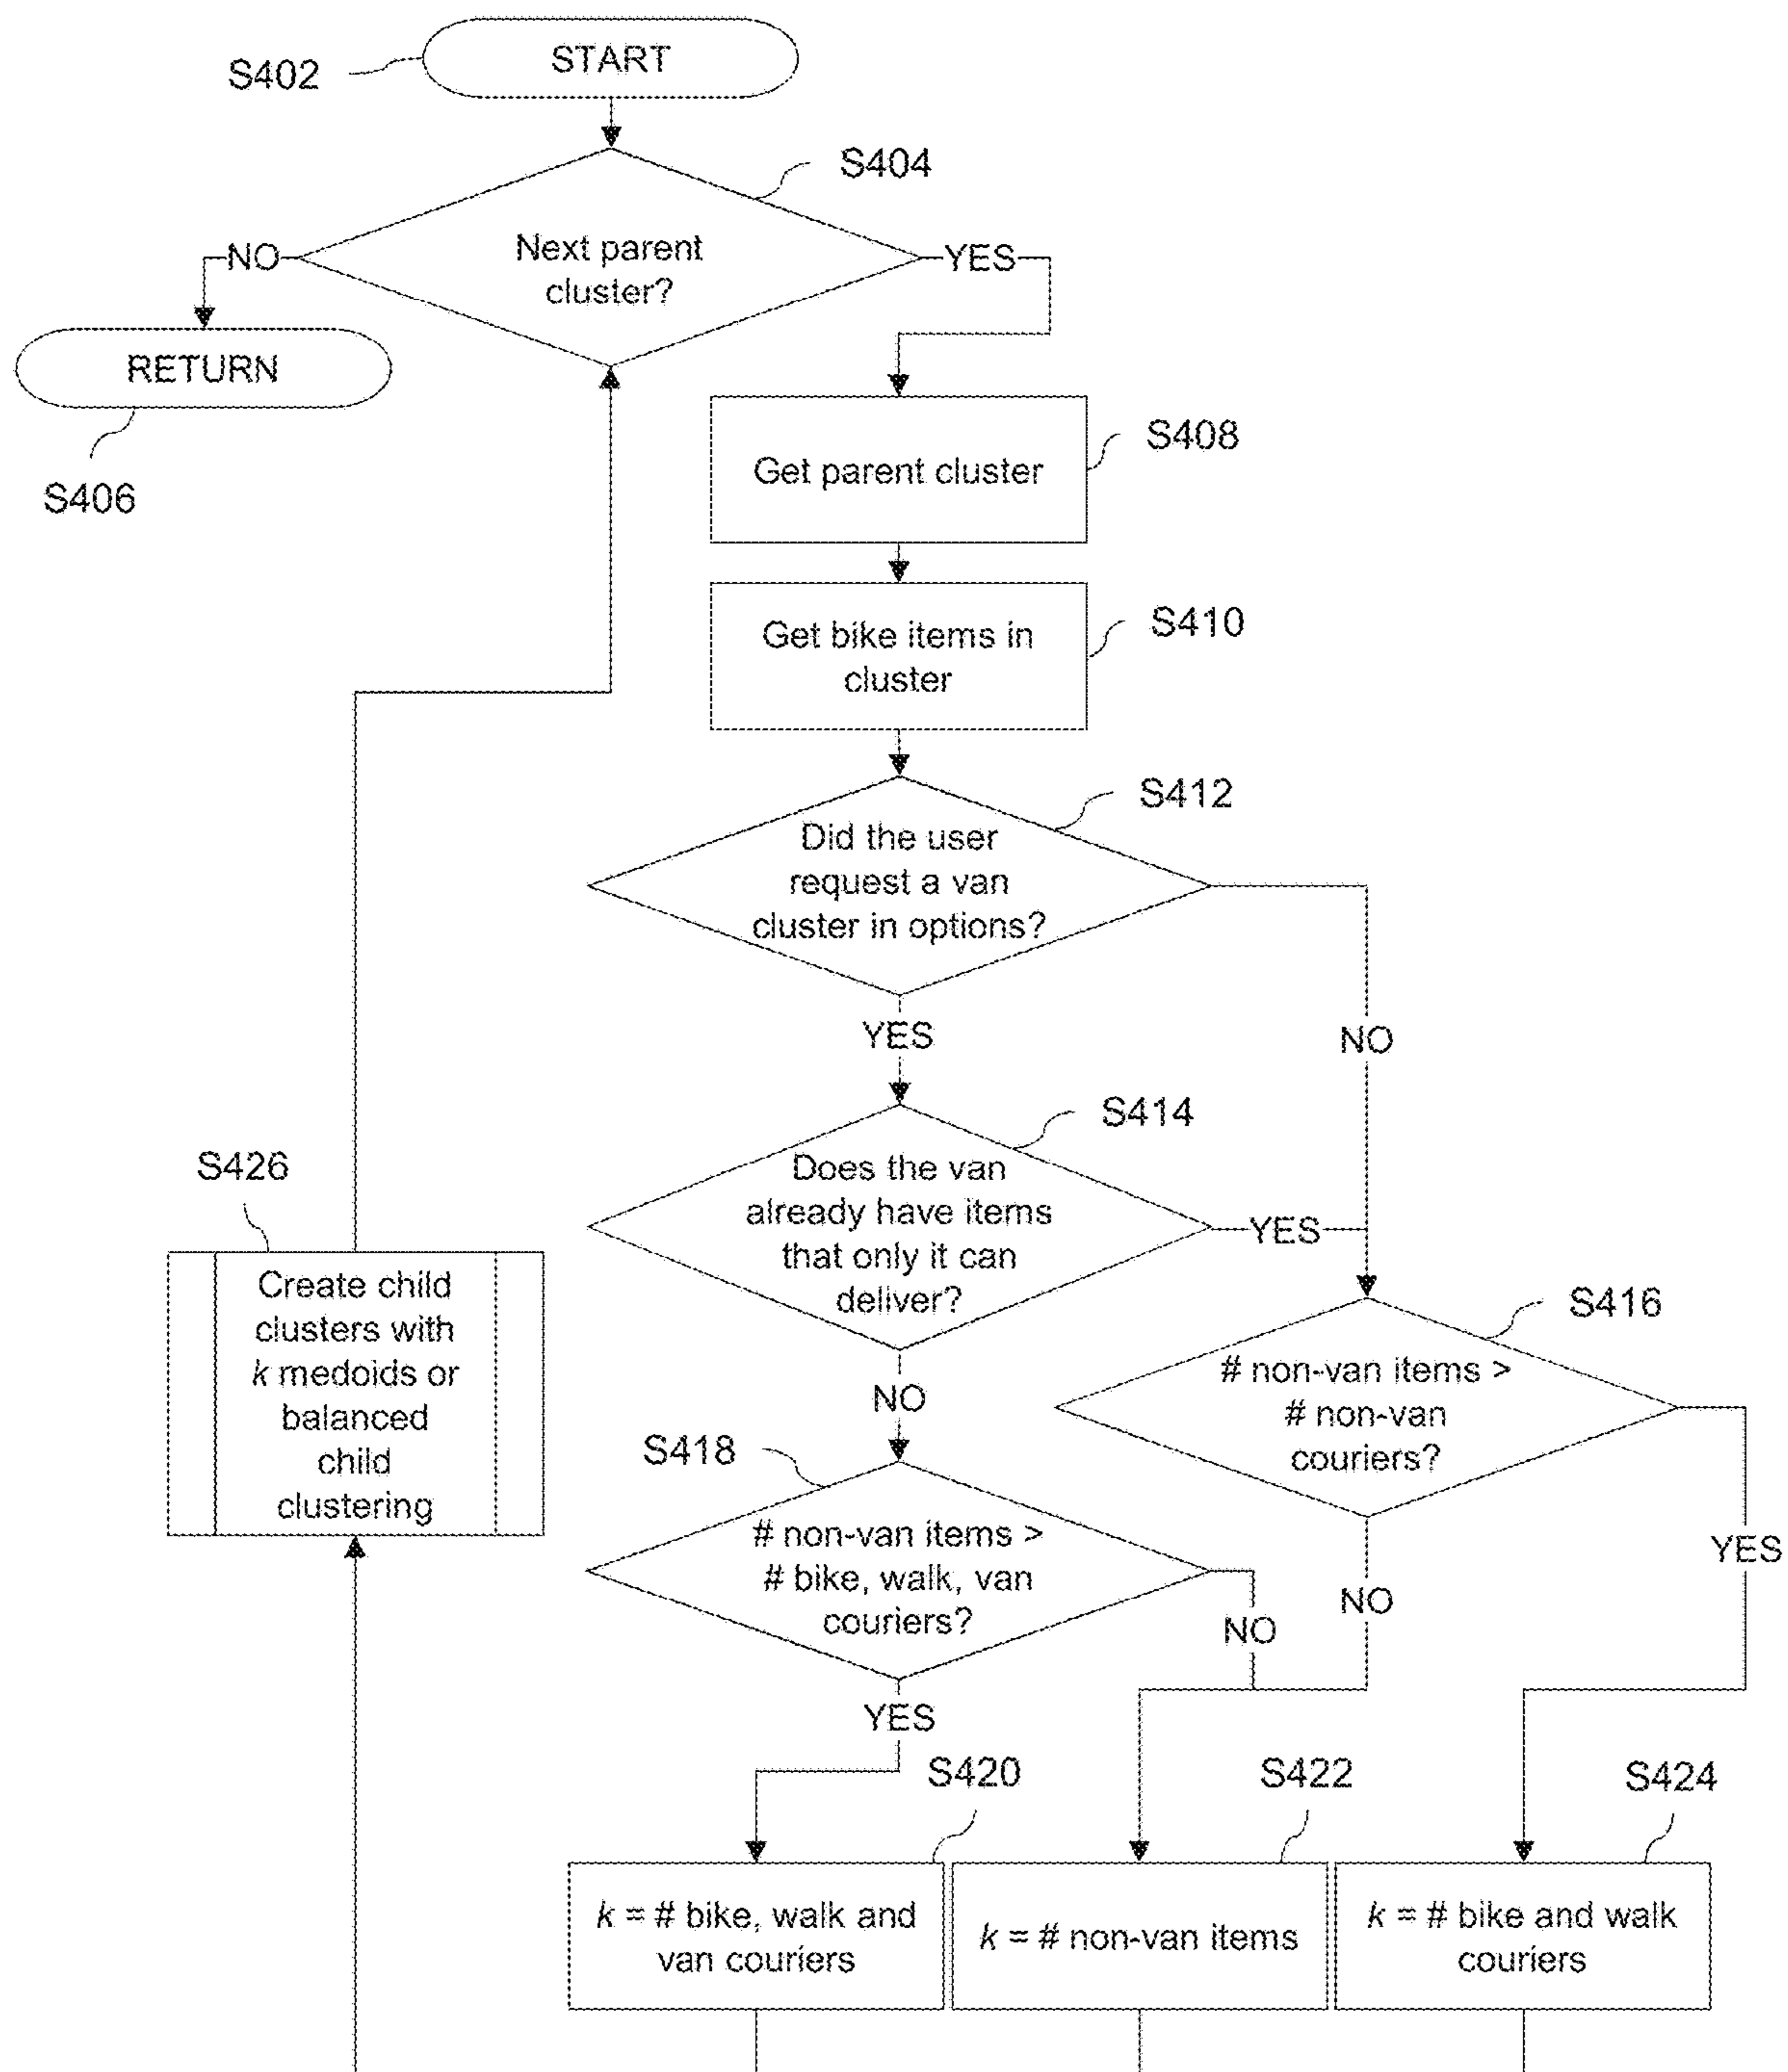 START
S402
S404
Next parent
cluster?
NO
YES
RETURN
S406
Get parent cluster
S408
Get bike items in
cluster
S410
S412
Did the user
request a van
cluster in options?
YES
NO
S414
Does the van
already have items
that only it can
deliver?
YES
NO
S426
Create child
clusters with
k medoids or
balanced
child
clustering
S416
# non-van items >
# non-van
couriers?
YES
NO
S418
# non-van items >
# bike, walk, van
couriers?
NO
YES
S420
S422
S424
k = # bike, walk and
van couriers
k = # non-van items
k = # bike and walk
couriers